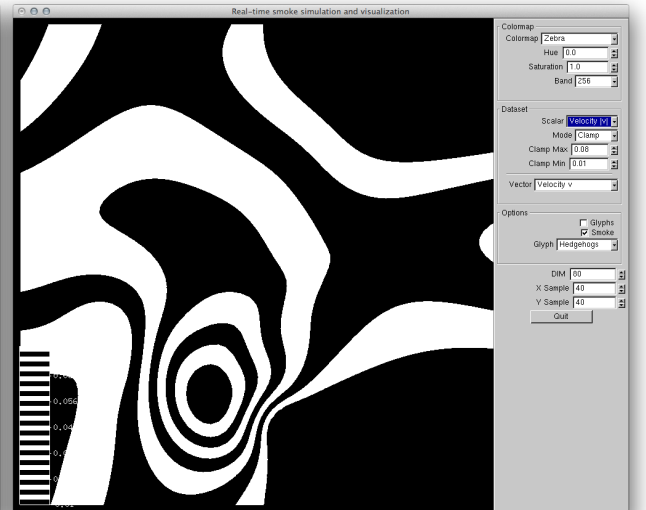 Real-time smoke simulation and visualization
Colormap
Colormap Zebra
Hue 0.0
Saturation 1.0
Band 256
Dataset
Scalar Velocity |v|
Mode Clamp
Clamp Max 0.08
Clamp Min 0.01
Vector Velocity v
Options
Glyphs
Smoke
Glyph Hedgehogs
DIM 80
X Sample 40
Y Sample 40
Quit
0.056